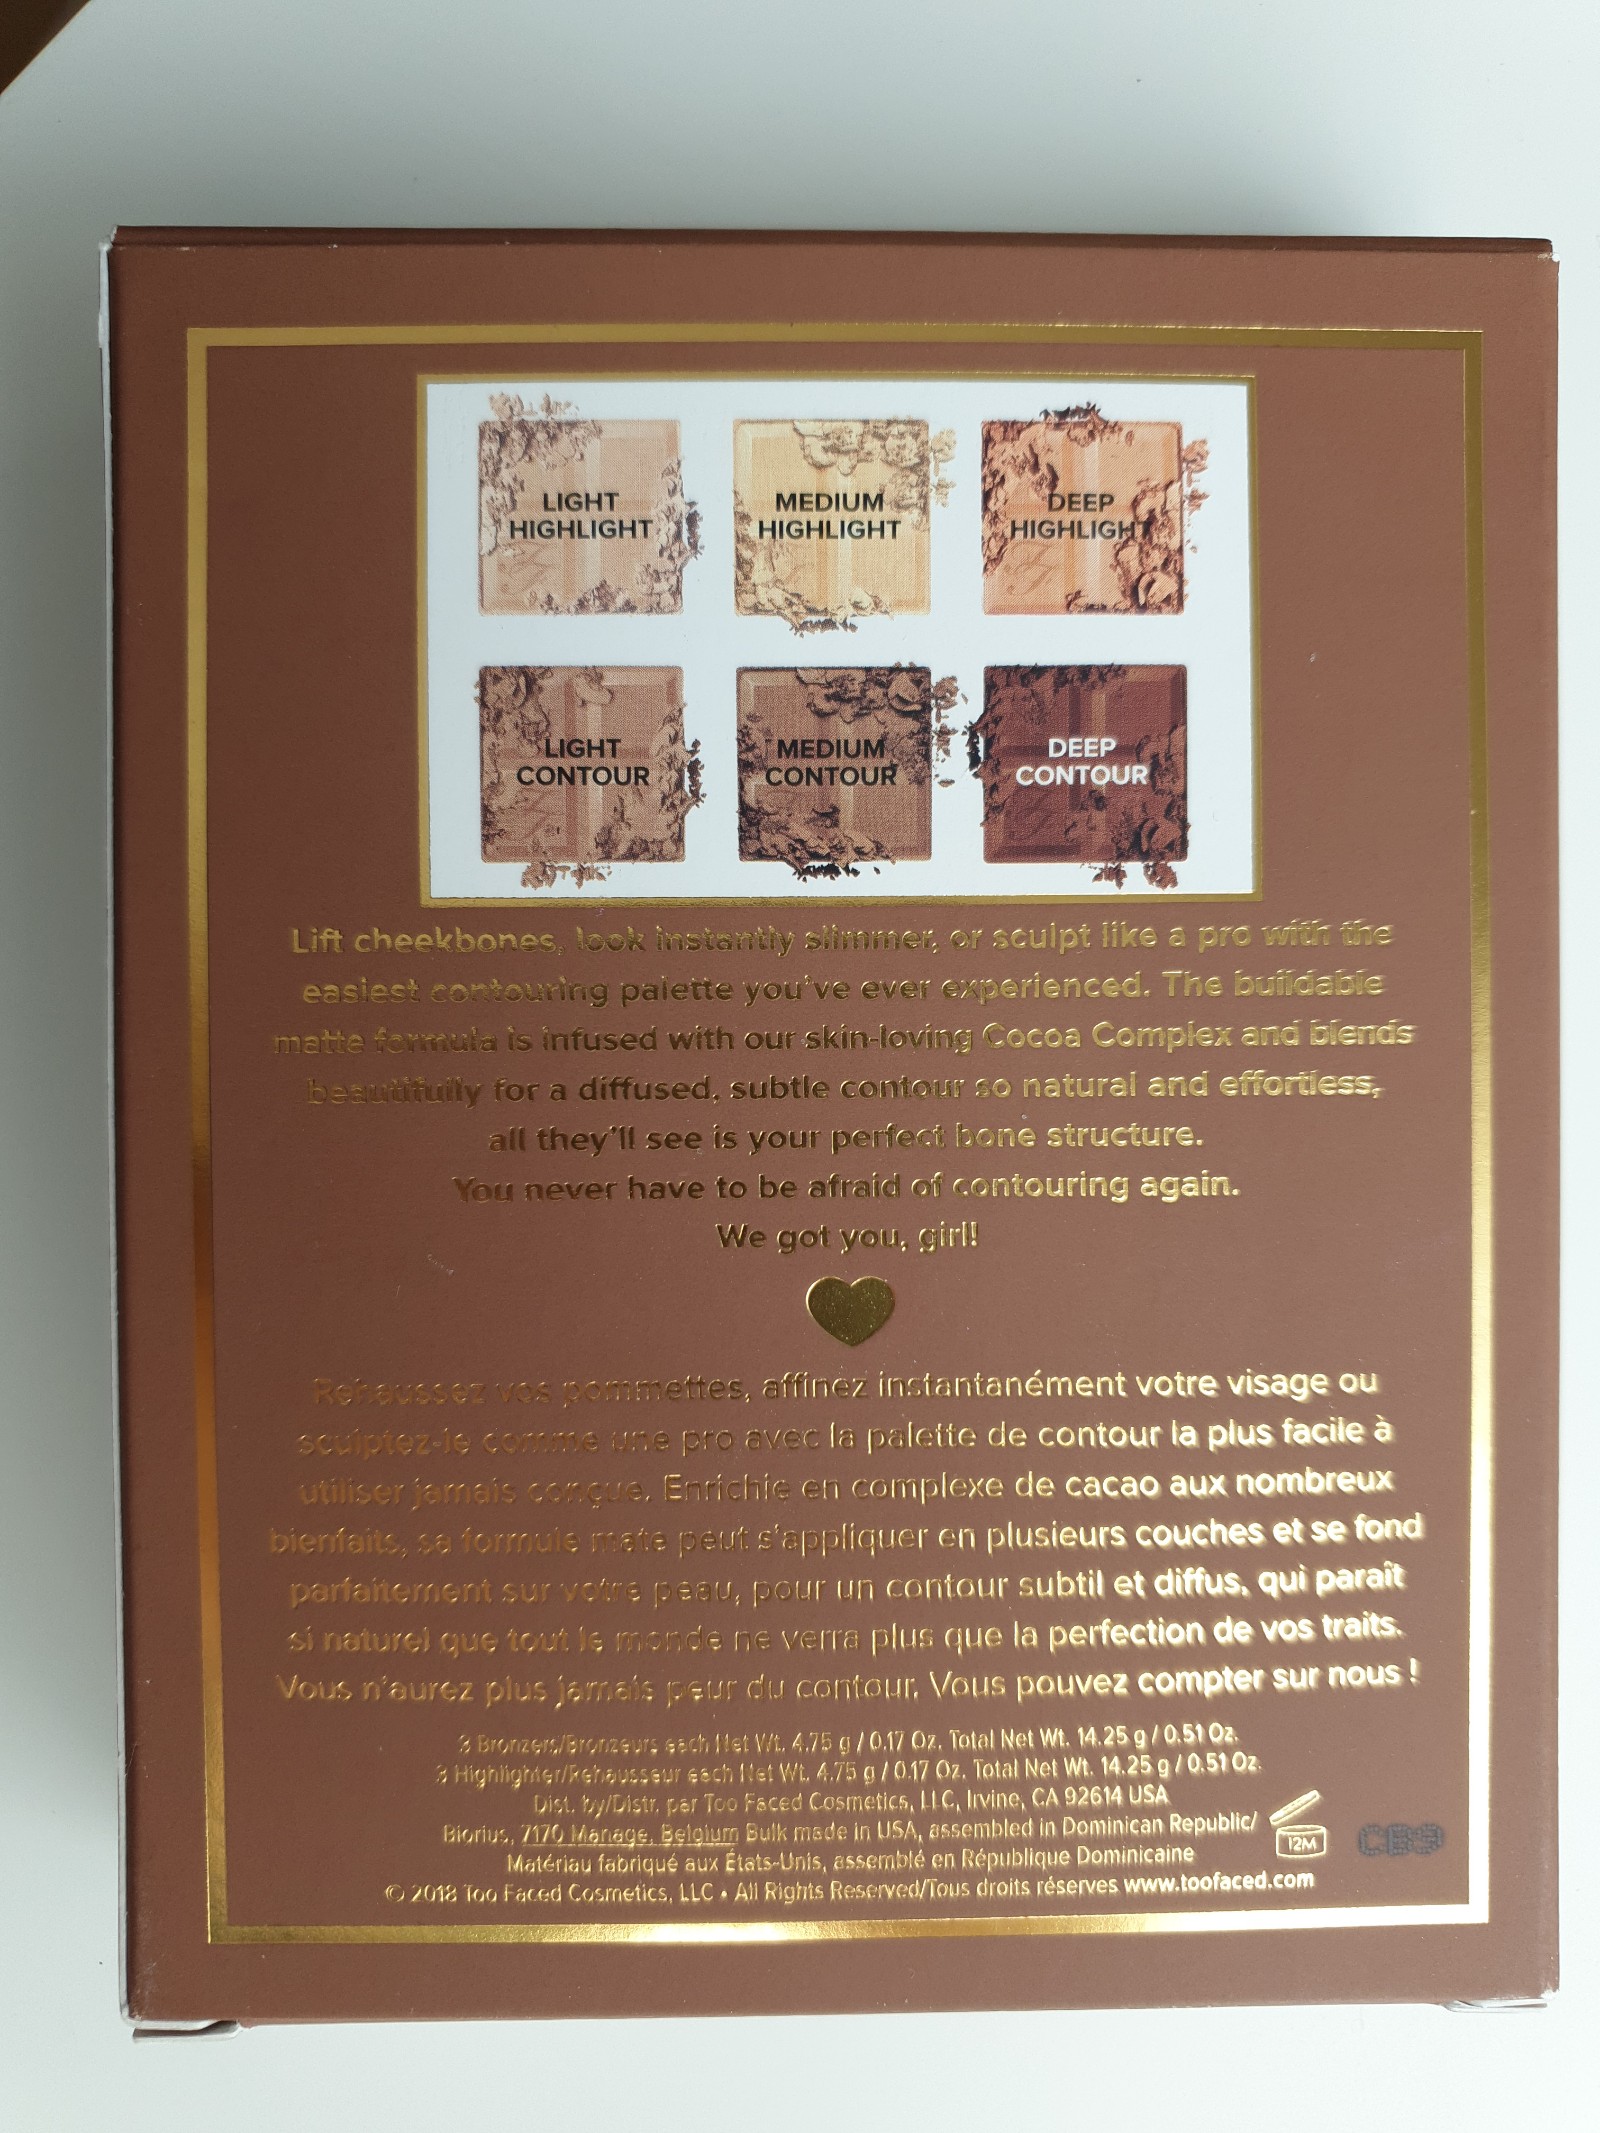 LIGHT
HIGHLIGHT
MEDIUM
HIGHLIGHT
DEEP
HIGHLIGHT
LIGHT
CONTOUR
MEDIUM
CONTOUR
DEEP
CONTOUR
Lift cheekbones, look instantly slimmer, or sculpt like a pro with the
easiest contouring palette you've ever experienced. The buildable
matte formula is infused with our skin-loving Cocoa Complex and blends
beautifully for a diffused, subtle contour so natural and effortless,
all they'll see is your perfect bone structure.
You never have to be afraid of contouring again.
We got you, girl!
Rehaussez vos pommettes, affinez instantanément votre visage ou
sculptez-le comme une pro avec la palette de contour la plus facile à
utiliser jamais conçue. Enrichie en complexe de cacao aux nombreux
bienfaits, sa formule mate peut s'appliquer en plusieurs couches et se fond
parfaitement sur votre peau, pour un contour subtil et diffus, qui paraît
si naturel que tout le monde ne verra plus que la perfection de vos traits.
Vous n'aurez plus jamais peur du contour. Vous pouvez compter sur nous !
3 Bronzers/Bronzeurs each Net Wt. 4.75 g / 0.17 Oz. Total Net Wt. 14.25 g / 0.51 Oz.
3 Highlighter/Rehausseur each Net Wt. 4.75 g / 0.17 Oz. Total Net Wt. 14.25 g / 0.51 Oz.
Dist. by/Distr. par Too Faced Cosmetics, LLC, Irvine, CA 92614 USA
Biorius, 7170 Manage, Belgium Bulk made in USA, assembled in Dominican Republic/
Matériau fabriqué aux États-Unis, assemblé en République Dominicaine
© 2018 Too Faced Cosmetics, LLC • All Rights Reserved/Tous droits réserves www.toofaced.com
12M